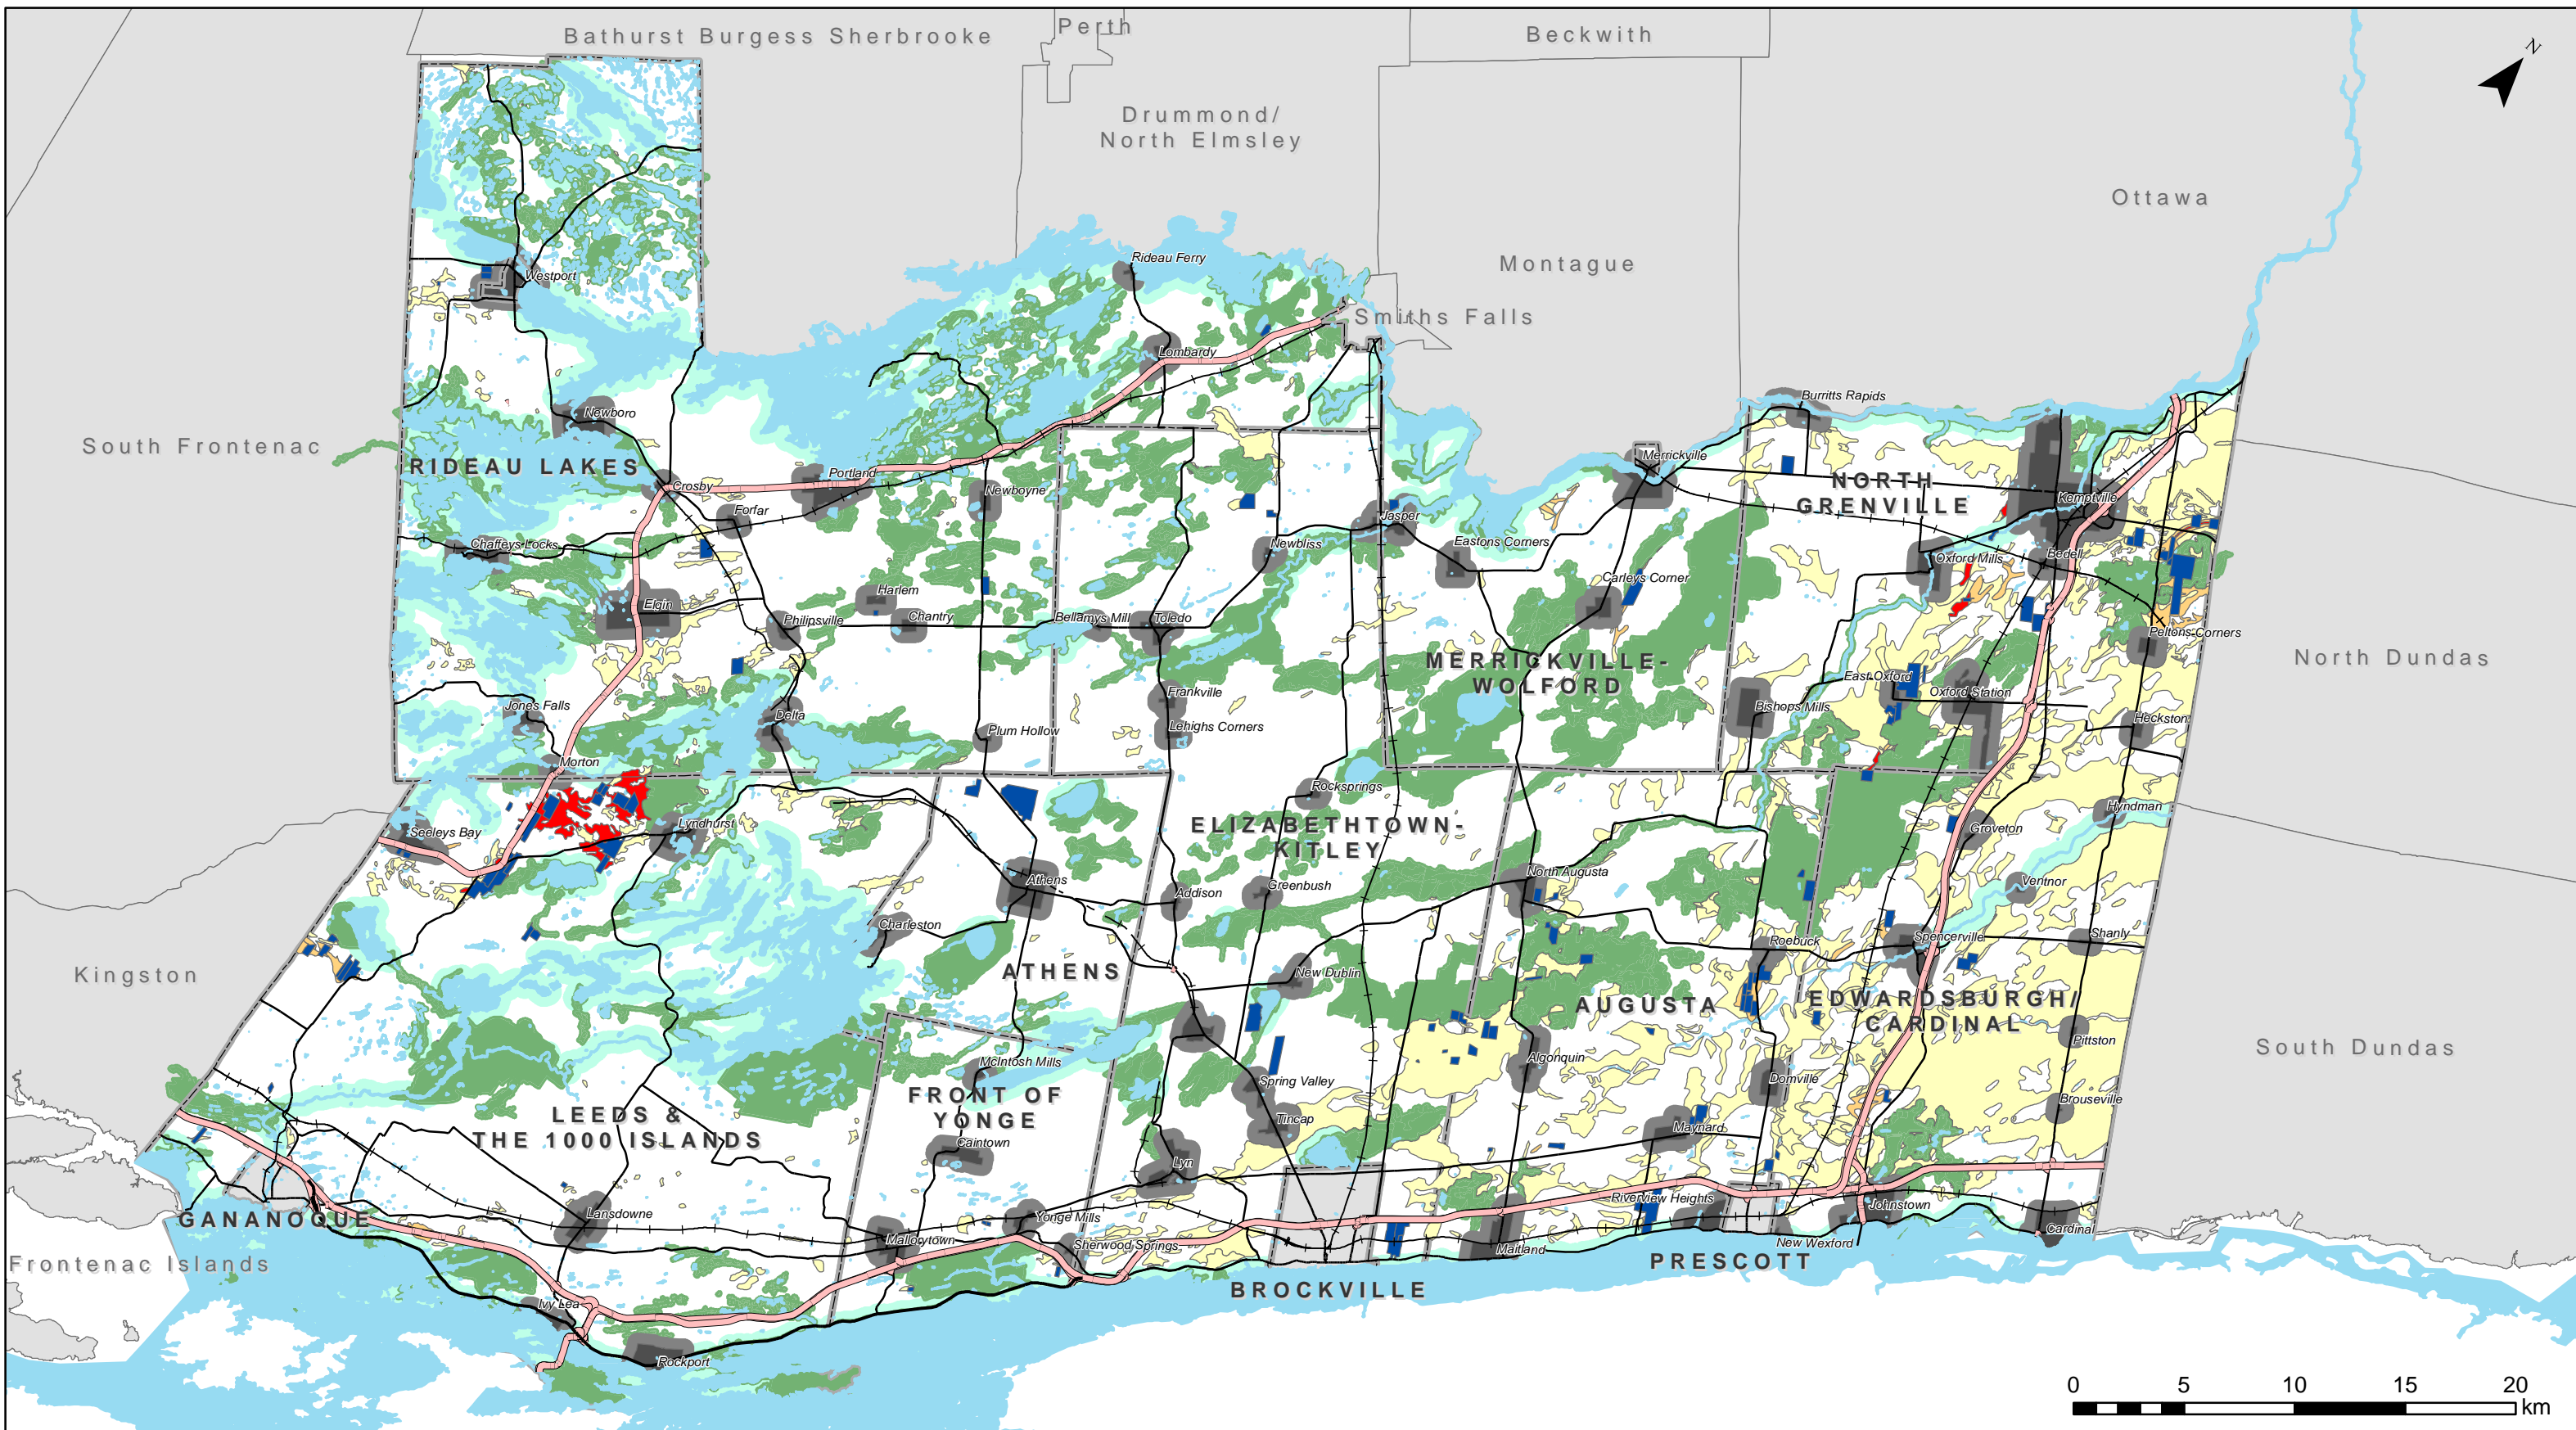 Bathurst Burgess Sherbrooke
Perth
Beckwith
N
Drummond/
North Elmsley
Ottawa
Montague
Rideau Ferry
Westport
Smiths Falls
Lombardy
Burritts Rapids
Newboro
South Frontenac
RIDEAU LAKES
Merrickville
Crosby
Portland
Newboyne
NORTH
GRENVILLE
Kemptville
Forfar
Jasper
Chaffeys Locks
Newbliss
Eastons Corners
Oxford Mills
Bedell
Carleys Corner
Harlem
Elgin
Chantry
Philipsville
Bellamys Mill
Toledo
Peltons Corners
North Dundas
MERRICKVILLE-
WOLFORD
East Oxford
Oxford Station
Frankville
Jones Falls
Bishops Mills
Delta
Plum Hollow
Lehighs Corners
Heckston
Morton
Rocksprings
Hyndman
Seeleys Bay
Lyndhurst
ELIZABETHTOWN-
KITLEY
Groveton
North Augusta
Athens
Addison
Greenbush
Ventnor
Charleston
Roebuck
Spencerville
Shanly
Kingston
ATHENS
New Dublin
AUGUSTA
EDWARDSBURGH/
CARDINAL
Pittston
South Dundas
McIntosh Mills
Algonquin
Spring Valley
Domville
FRONT OF
YONGE
Brouseville
LEEDS &
THE 1000 ISLANDS
Tincap
Maynard
Caintown
Lyn
Riverview Heights
Johnstown
GANANOQUE
Lansdowne
Yonge Mills
Cardinal
Mallorytown
Sherwood Springs
Maitland
New Wexford
Frontenac Islands
PRESCOTT
BROCKVILLE
Ivy Lea
Rockport
0 5 10 15 20
km